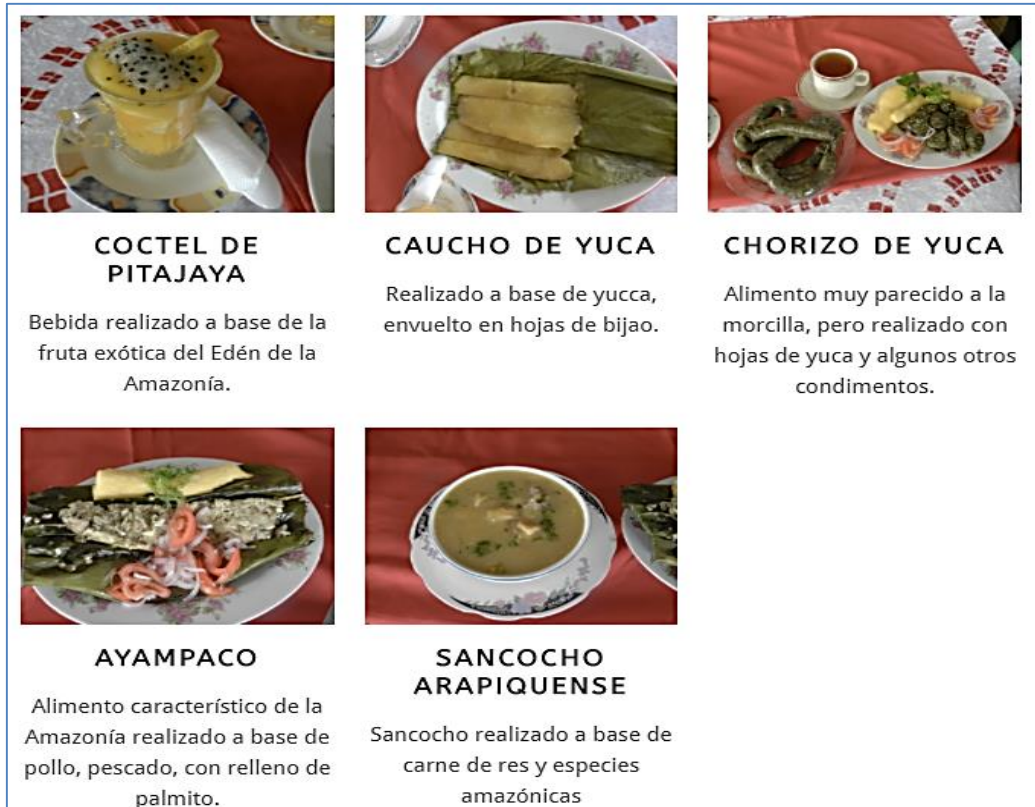 COCTEL DE
PITAJAYA
Bebida realizado a base de la
fruta exótica del Edén de la
Amazonía.
CAUCHO DE YUCA
Realizado a base de yucca,
envuelto en hojas de bijao.
CHORIZO DE YUCA
Alimento muy parecido a la
morcilla, pero realizado con
hojas de yuca y algunos otros
condimentos.
AYAMPACO
Alimento característico de la
Amazonía realizado a base de
pollo, pescado, con relleno de
palmito.
SANCOCHO
ARAPIQUENSE
Sancocho realizado a base de
carne de res y especies
amazónicas